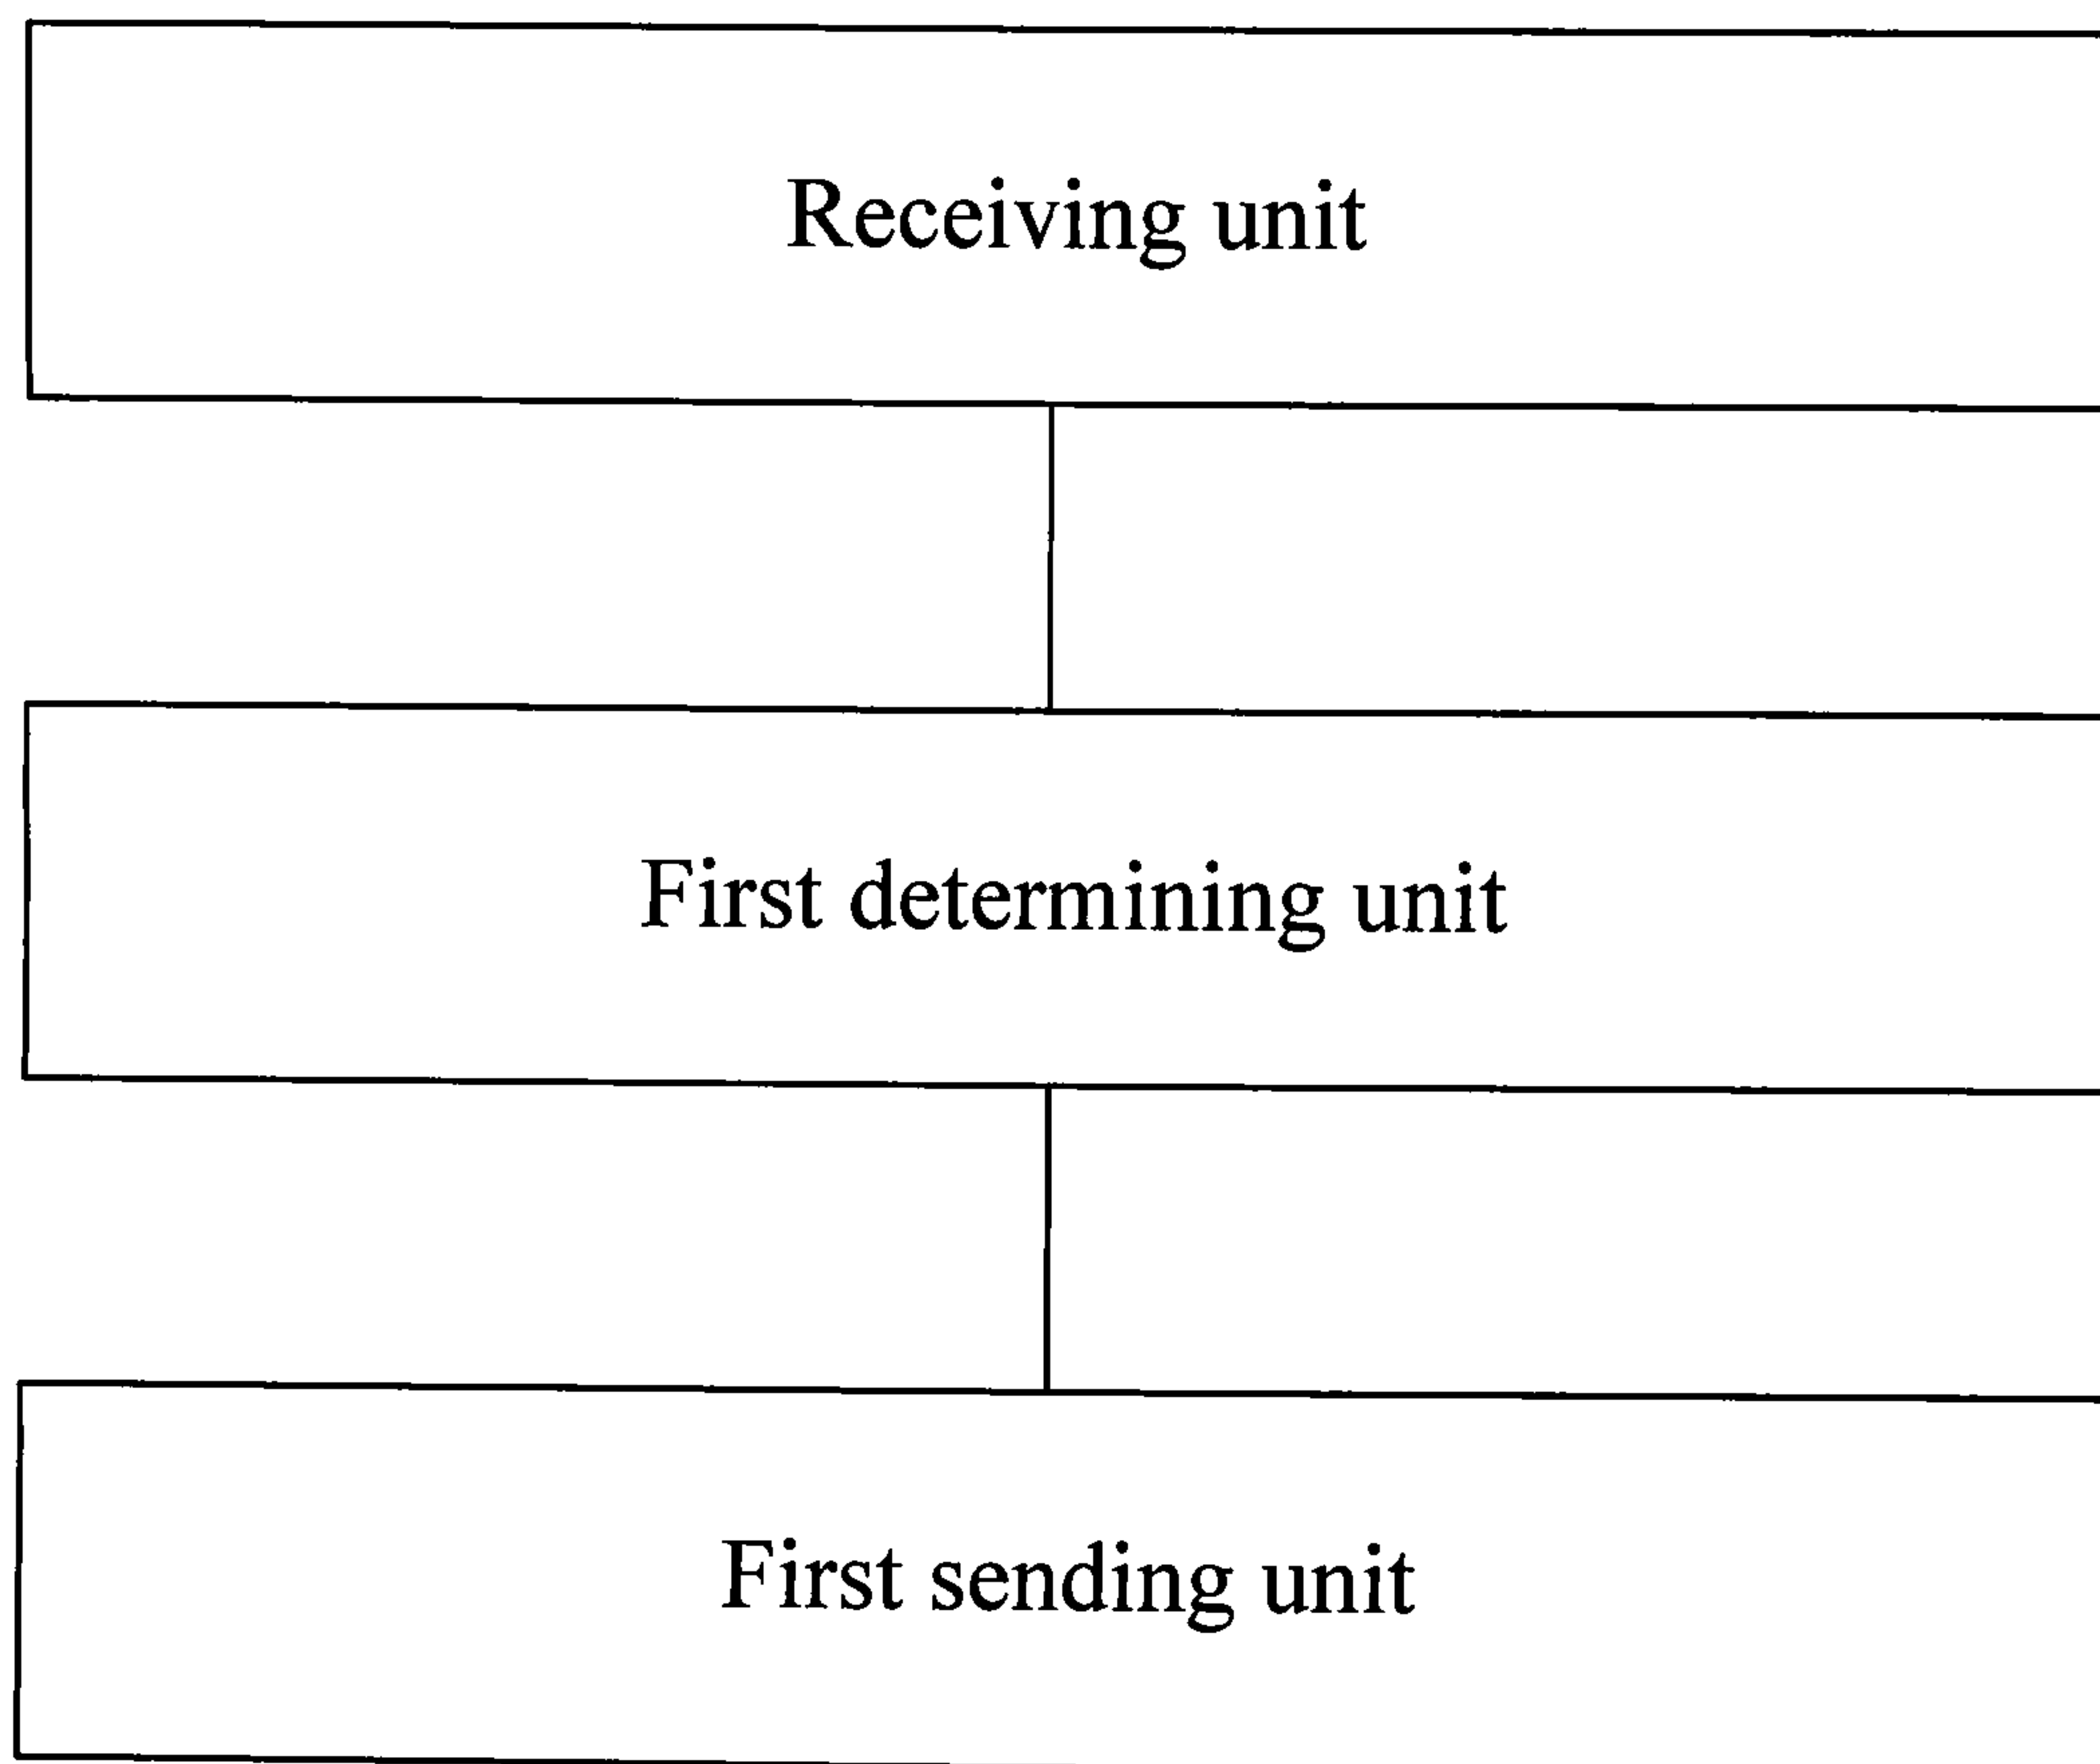 Receiving unit
First determining unit
First sending unit